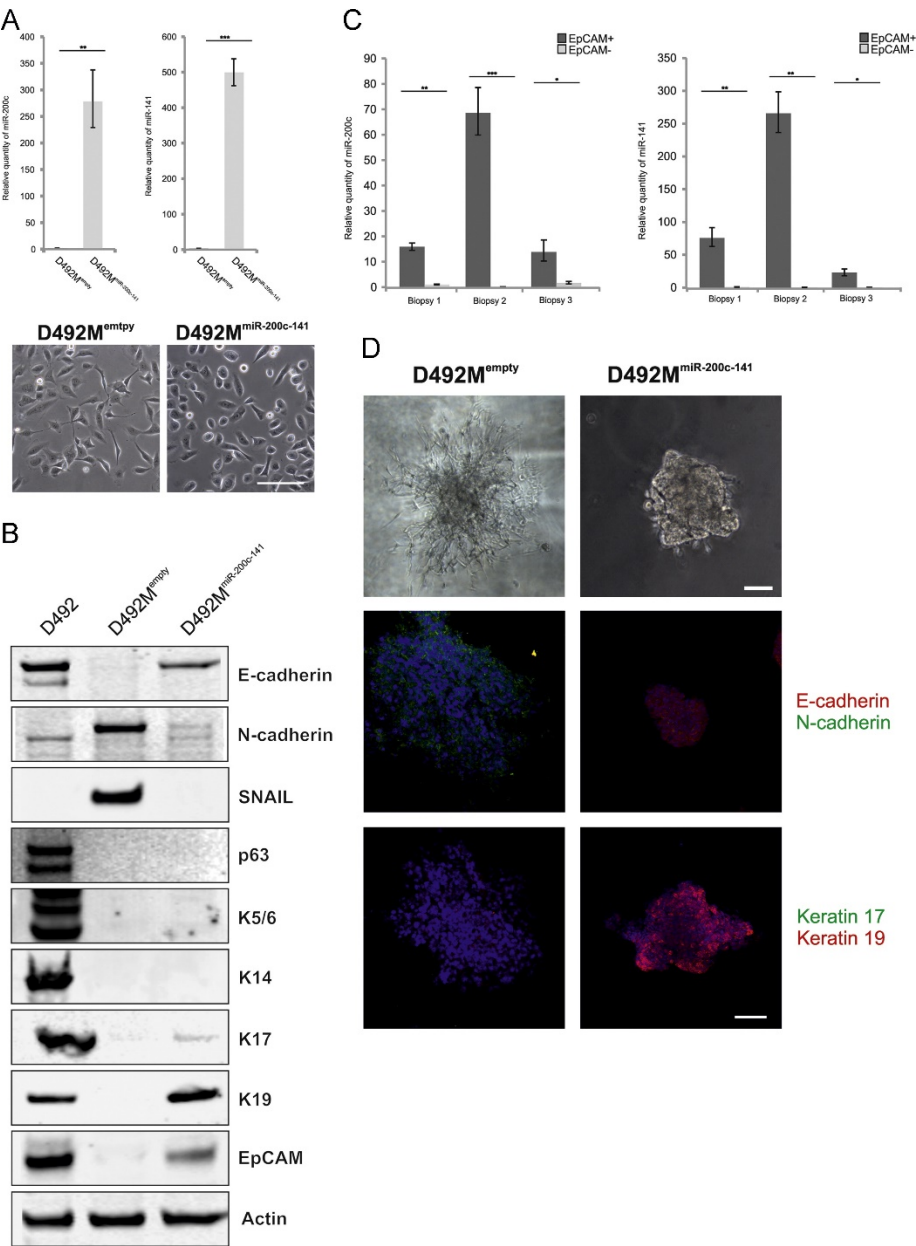 A
Relative quantity of miR-200c
400
350
300
250
200
150
100
50
0
**
D492Mempty
D492MmiR-200c-141
Relative quantity of miR-141
600
500
400
300
200
100
0
***
D492Mempty
D492MmiR-200c-141
D492Memtpy
D492MmiR-200c-141
B
D492
D492Mempty
D492MmiR-200c-141
E-cadherin
N-cadherin
SNAIL
p63
K5/6
K14
K17
K19
EpCAM
Actin
C
EpCAM+
EpCAM-
Relative quantity of miR-200c
90
80
70
60
50
40
30
20
10
0
**
***
*
Biopsy 1
Biopsy 2
Biopsy 3
EpCAM+
EpCAM-
Relative quantity of miR-141
350
300
250
200
150
100
50
0
**
**
*
Biopsy 1
Biopsy 2
Biopsy 3
D
D492Mempty
D492MmiR-200c-141
E-cadherin
N-cadherin
Keratin 17
Keratin 19